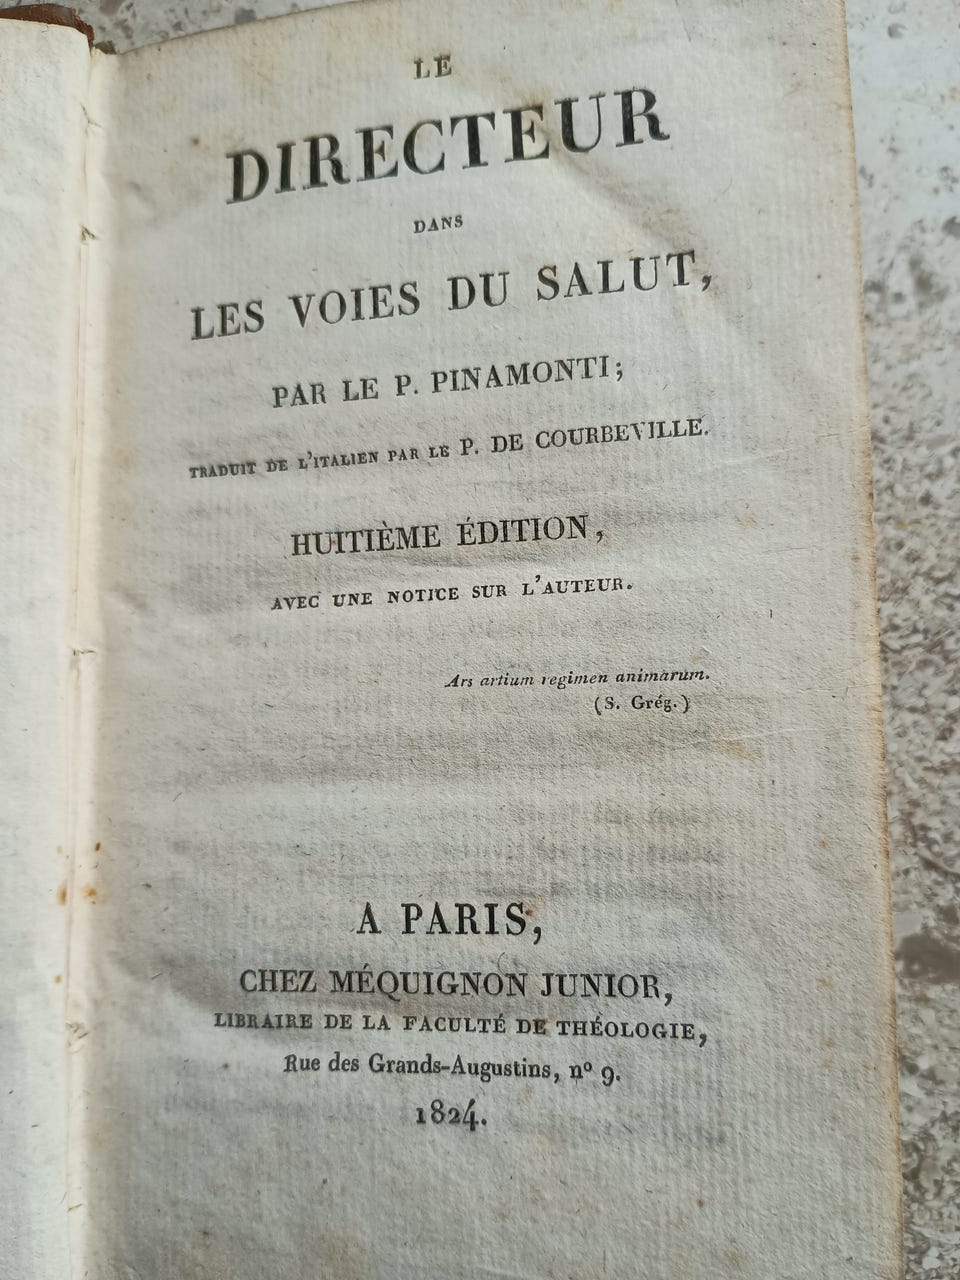 LE
DIRECTEUR
DANS
LES VOIES DU SALUT,
PAR LE P. PINAMONTI;
TRADUIT DE L'ITALIEN PAR LE P. DE COURBEVILLE.
HUITIÈME ÉDITION,
AVEC UNE NOTICE SUR L'AUTEUR.
Ars artium regimen animarum.
(S. Grég.)
A PARIS,
CHEZ MÉQUIGNON JUNIOR,
LIBRAIRE DE LA FACULTÉ DE THÉOLOGIE,
Rue des Grands-Augustins, nº 9.
1824.